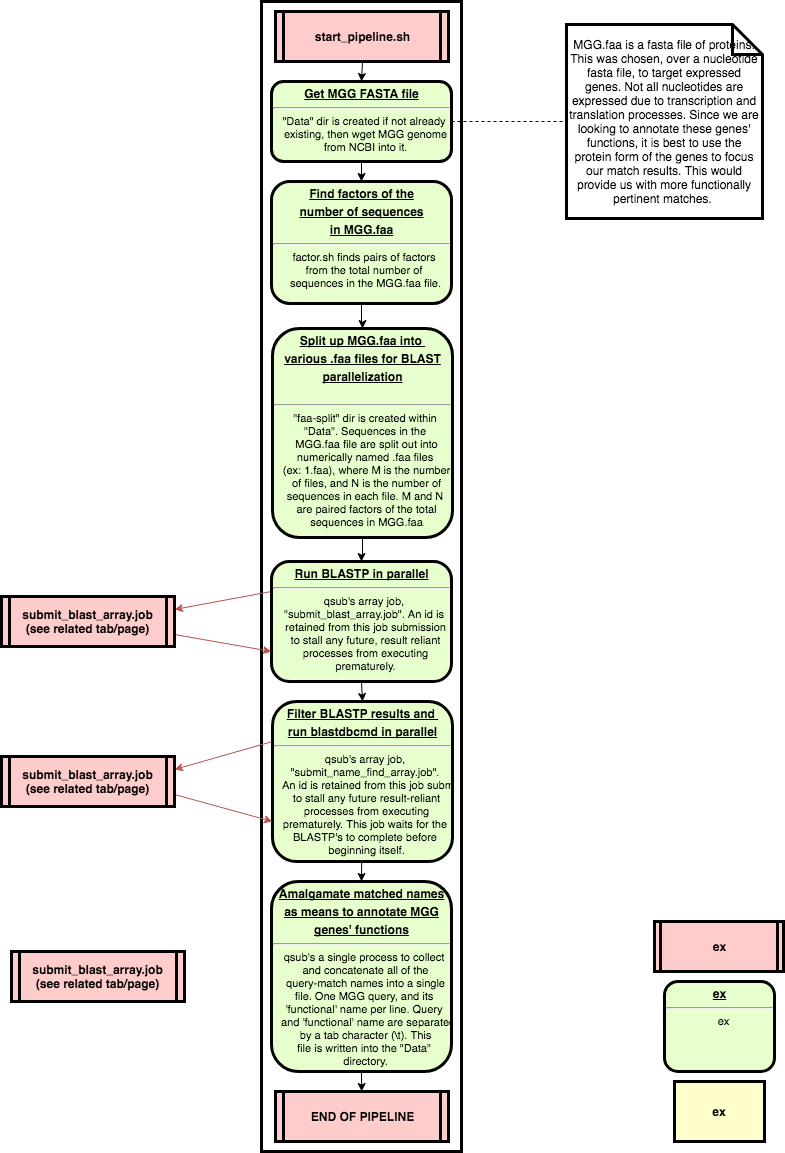 start_pipeline.sh
Get MGG FASTA file
"Data" dir is created if not already
existing, then wget MGG genome
from NCBI into it.
MGG.faa is a fasta file of proteins.
This was chosen, over a nucleotide
fasta file, to target expressed
genes. Not all nucleotides are
expressed due to transcription and
translation processes. Since we are
looking to annotate these genes'
functions, it is best to use the
protein form of the genes to focus
our match results. This would
provide us with more functionally
pertinent matches.
Find factors of the
number of sequences
in MGG.faa
factor.sh finds pairs of factors
from the total number of
sequences in the MGG.faa file.
Split up MGG.faa into
various .faa files for BLAST
parallelization
"faa-split" dir is created within
"Data". Sequences in the
MGG.faa file are split out into
numerically named .faa files
(ex: 1.faa), where M is the number
of files, and N is the number of
sequences in each file. M and N
are paired factors of the total
sequences in MGG.faa
Run BLASTP in parallel
qsub's array job,
"submit_blast_array.job". An id is
retained from this job submission
to stall any future, result reliant
processes from executing
prematurely.
submit_blast_array.job
(see related tab/page)
Filter BLASTP results and
run blastdbcmd in parallel
qsub's array job,
"submit_name_find_array.job".
An id is retained from this job subm
to stall any future result-reliant
processes from executing
prematurely. This job waits for the
BLASTP's to complete before
beginning itself.
submit_blast_array.job
(see related tab/page)
Amalgamate matched names
as means to annotate MGG
genes' functions
qsub's a single process to collect
and concatenate all of the
query-match names into a single
file. One MGG query, and its
'functional' name per line. Query
and 'functional' name are separate
by a tab character (\t). This
file is written into the "Data"
directory.
submit_blast_array.job
(see related tab/page)
END OF PIPELINE
ex
ex
ex
ex